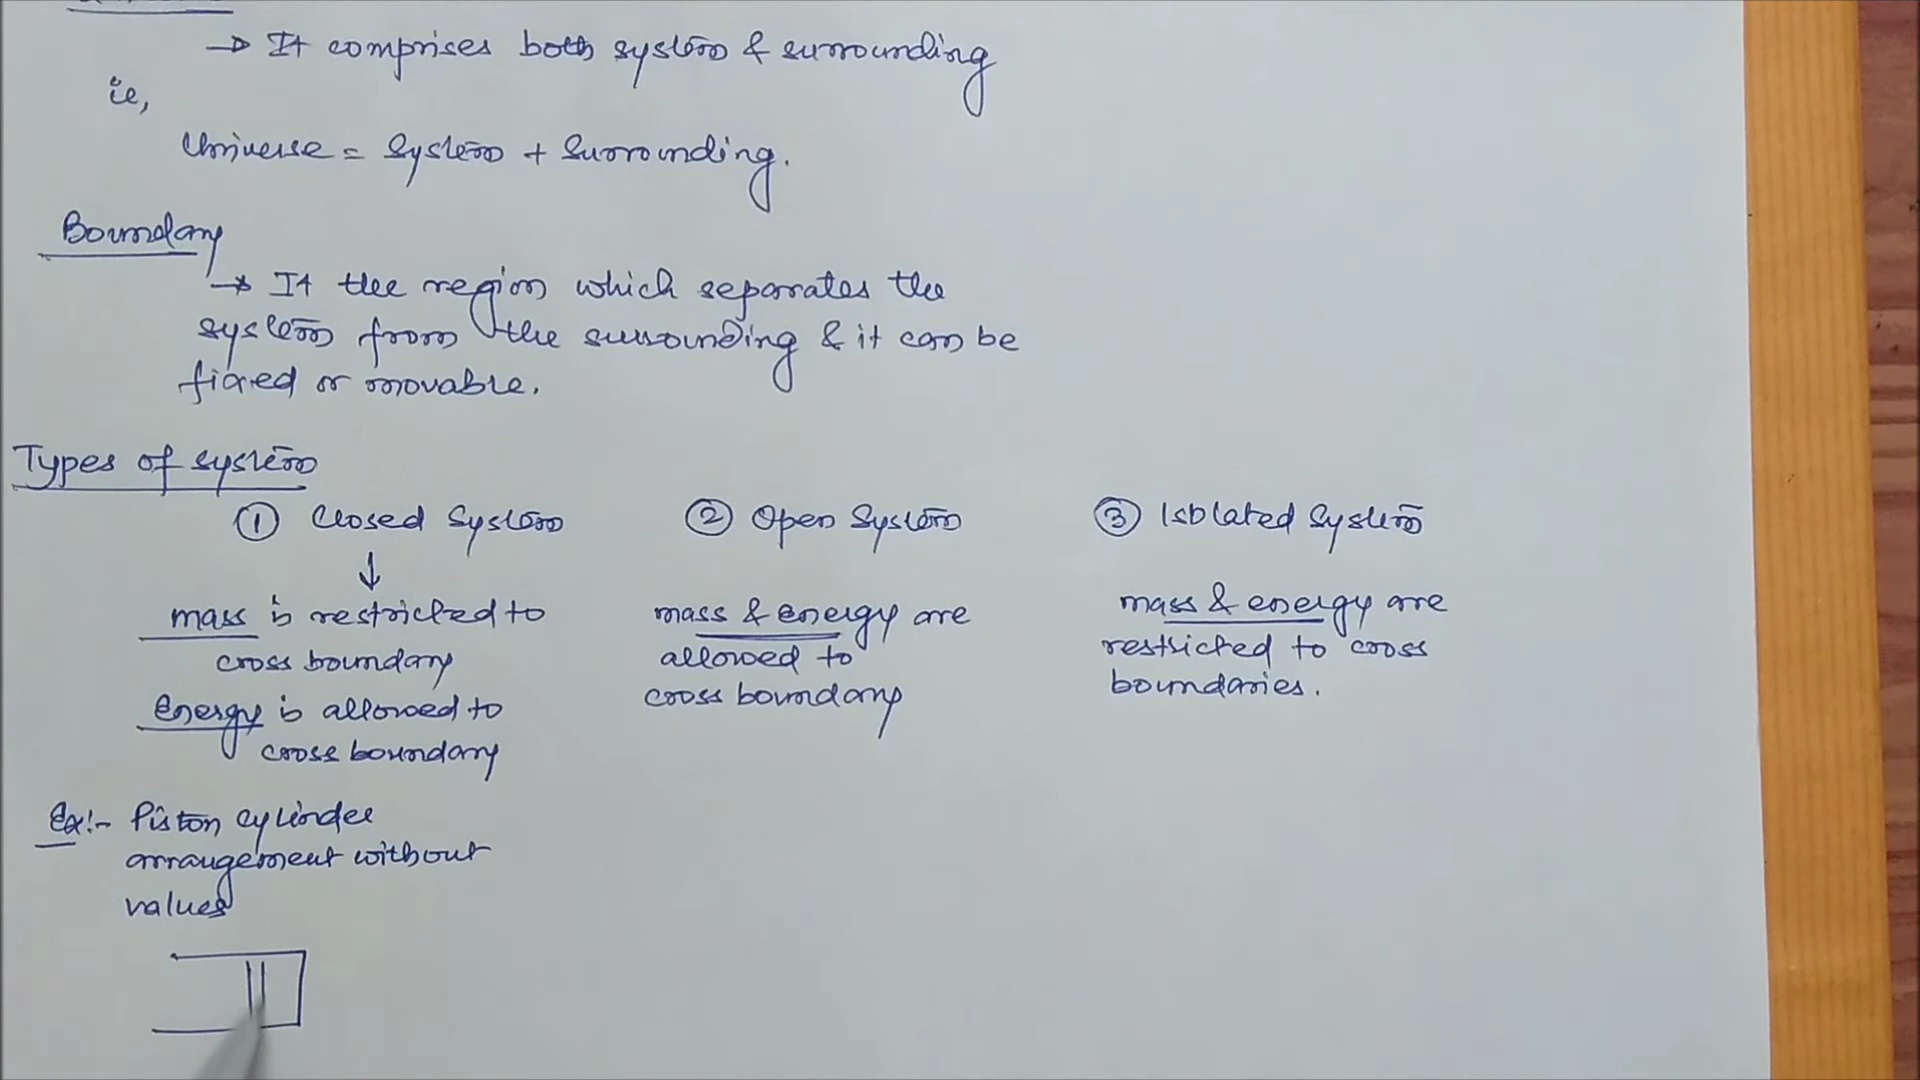 → It comprises both system & surrounding
ie,
Universe = System + Surrounding.
Boundary
→ It the region which separates the
system from the surrounding & it can be
fixed or movable.
Types of system
① Closed System
↓
mass is restricted to
cross boundary
Energy is allowed to
cross boundary
Ex:- Piston cylinder
arrangement without
valves
② Open System
mass & energy are
allowed to
cross boundary
③ Isolated System
mass & energy are
restricted to cross
boundaries.